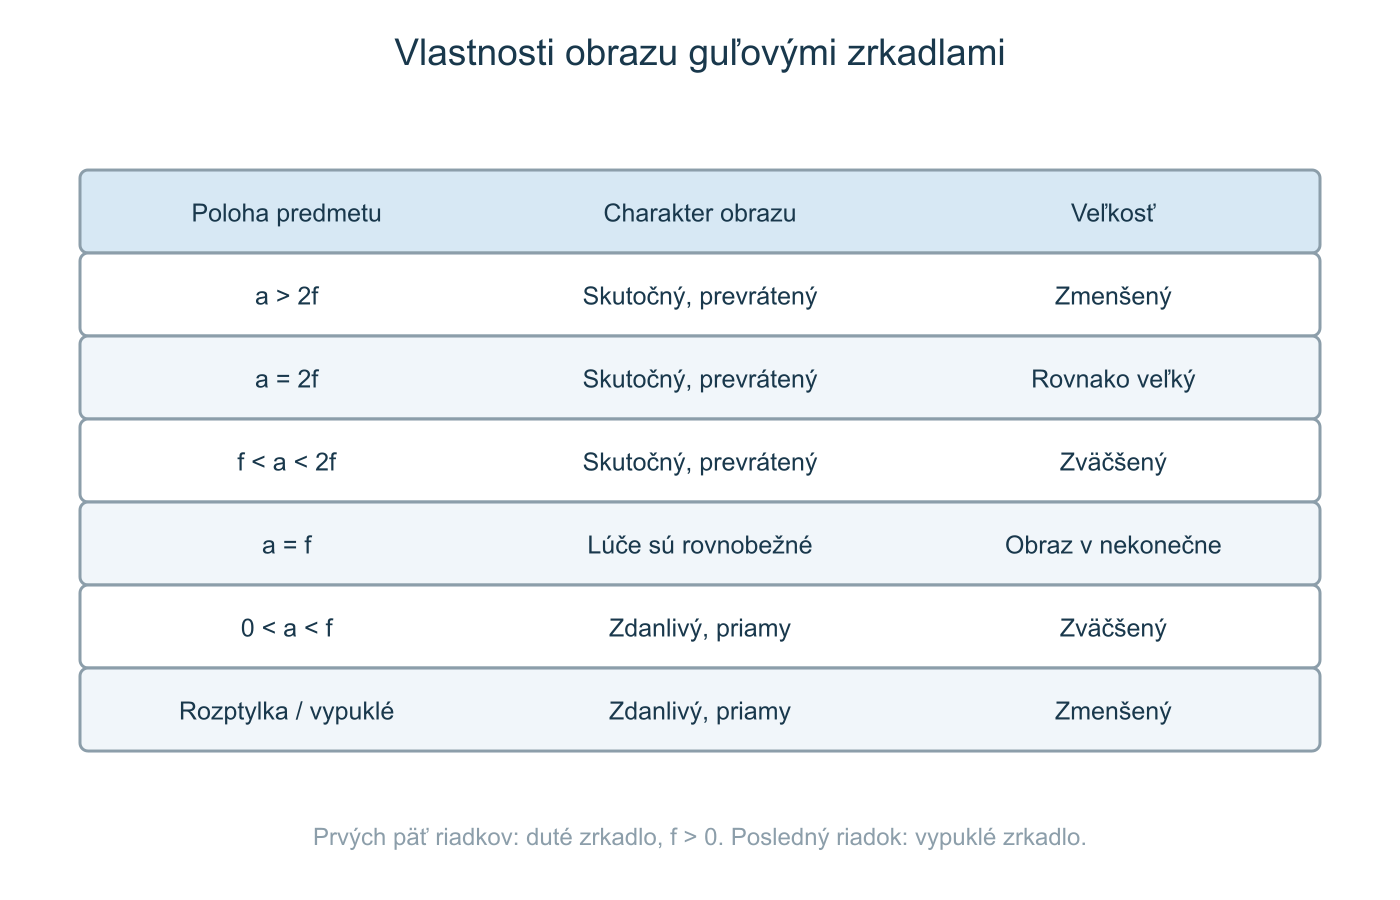 Vlastnosti obrazu guľovými zrkadlami
Poloha predmetu Charakter obrazu Veľkosť
a > 2f Skutočný, prevrátený Zmenšený
a = 2f Skutočný, prevrátený Rovnako veľký
f < a < 2f Skutočný, prevrátený Zväčšený
a = f Lúče sú rovnobežné Obraz v nekonečne
0 < a < f Zdanlivý, priamy Zväčšený
Rozptylka / vypuklé Zdanlivý, priamy Zmenšený
Prvých päť riadkov: duté zrkadlo, f > 0. Posledný riadok: vypuklé zrkadlo.